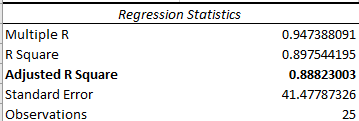 Regression Statistics
Multiple R 0.947388091
R Square 0.897544195
Adjusted R Square 0.88823003
Standard Error 41.47787326
Observations 25